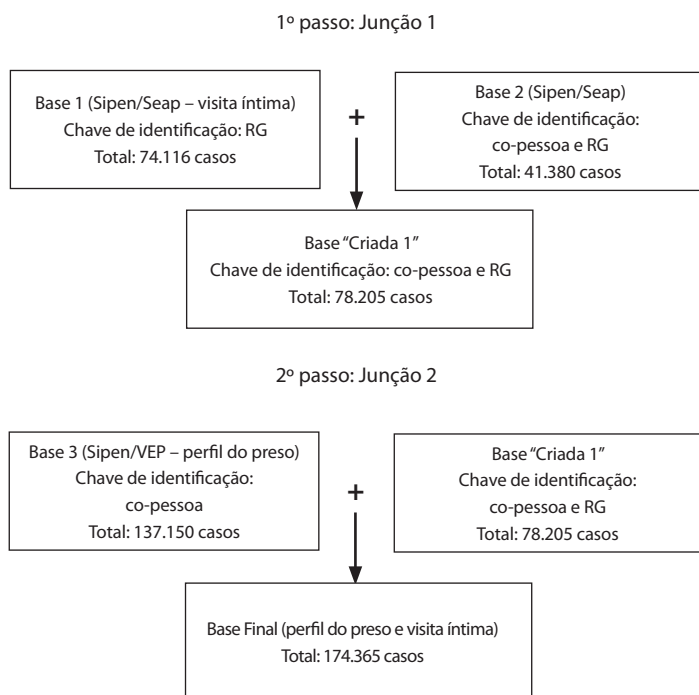 1º passo: Junção 1
Base 1 (Sipen/Seap – visita íntima)
Chave de identificação: RG
Total: 74.116 casos
+
Base 2 (Sipen/Seap)
Chave de identificação:
co-pessoa e RG
Total: 41.380 casos
Base “Criada 1”
Chave de identificação: co-pessoa e RG
Total: 78.205 casos
2º passo: Junção 2
Base 3 (Sipen/VEP – perfil do preso)
Chave de identificação:
co-pessoa
Total: 137.150 casos
+
Base “Criada 1”
Chave de identificação:
co-pessoa e RG
Total: 78.205 casos
Base Final (perfil do preso e visita íntima)
Total: 174.365 casos